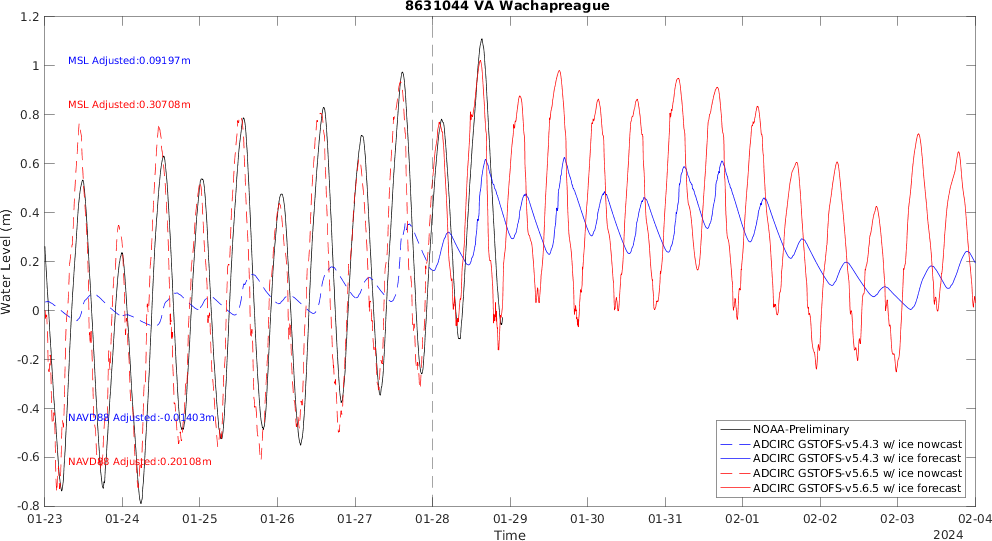 8631044 VA Wachapreague
Water Level (m)
1.2
1
0.8
0.6
0.4
0.2
0
-0.2
-0.4
-0.6
-0.8
MSL Adjusted:0.09197m
MSL Adjusted:0.30708m
NAVD88 Adjusted:-0.01403m
NAVD88 Adjusted:0.20108m
NOAA-Preliminary
ADCIRC GSTOFS-v5.4.3 w/ ice nowcast
ADCIRC GSTOFS-v5.4.3 w/ ice forecast
ADCIRC GSTOFS-v5.6.5 w/ ice nowcast
ADCIRC GSTOFS-v5.6.5 w/ ice forecast
01-23 01-24 01-25 01-26 01-27 01-28 01-29 01-30 01-31 02-01 02-02 02-03 02-04
Time
2024